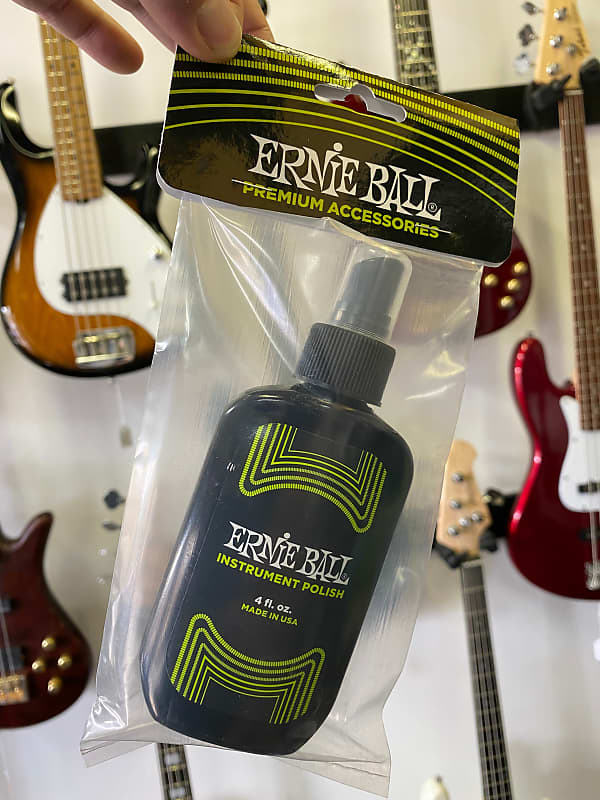 ERNIE BALL®
PREMIUM ACCESSORIES
ERNIE BALL®
INSTRUMENT POLISH
4 fl. oz.
MADE IN USA